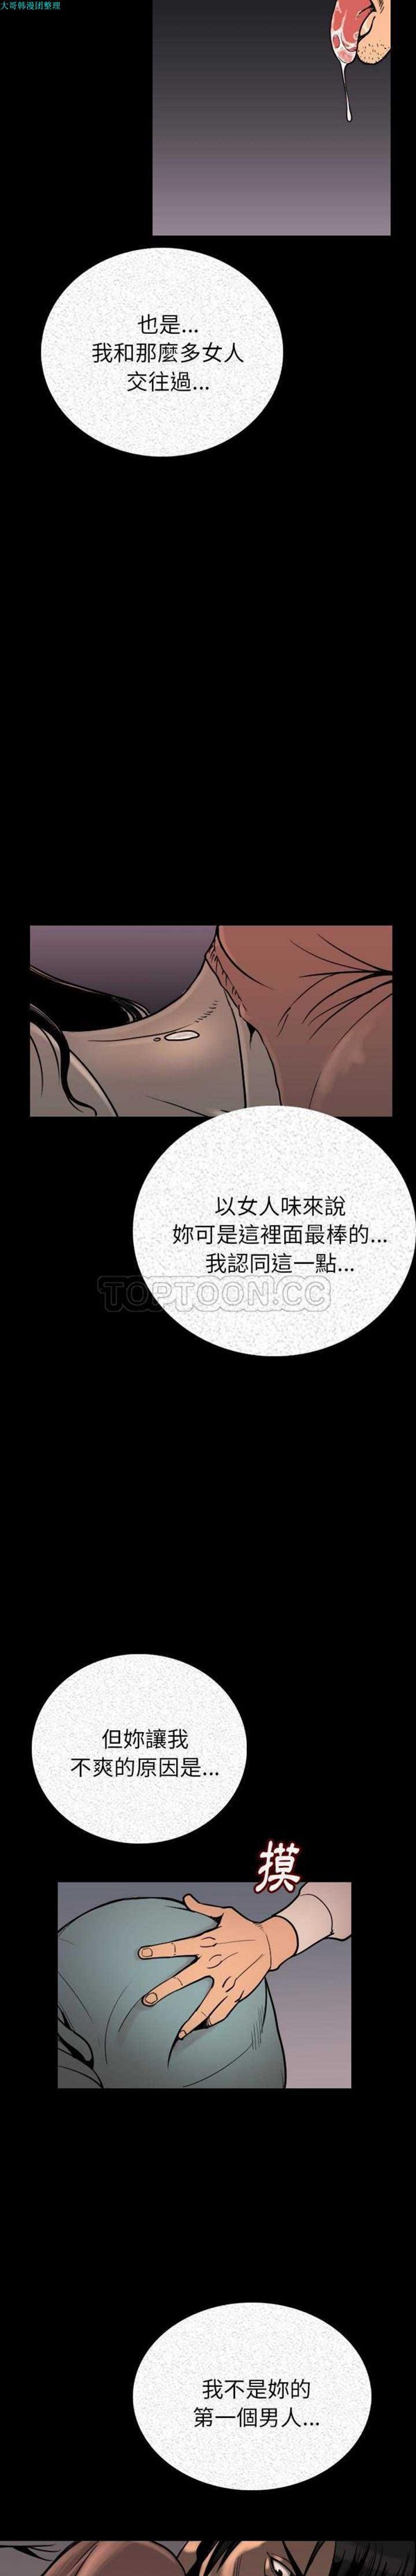 大哥韩漫团整理
也是...
我和那麼多女人
交往過...
以女人味來說
妳可是這裡面最棒的...
我認同這一點...
TOPTOON.CC
但妳讓我
不爽的原因是...
摸
我不是妳的
第一個男人...